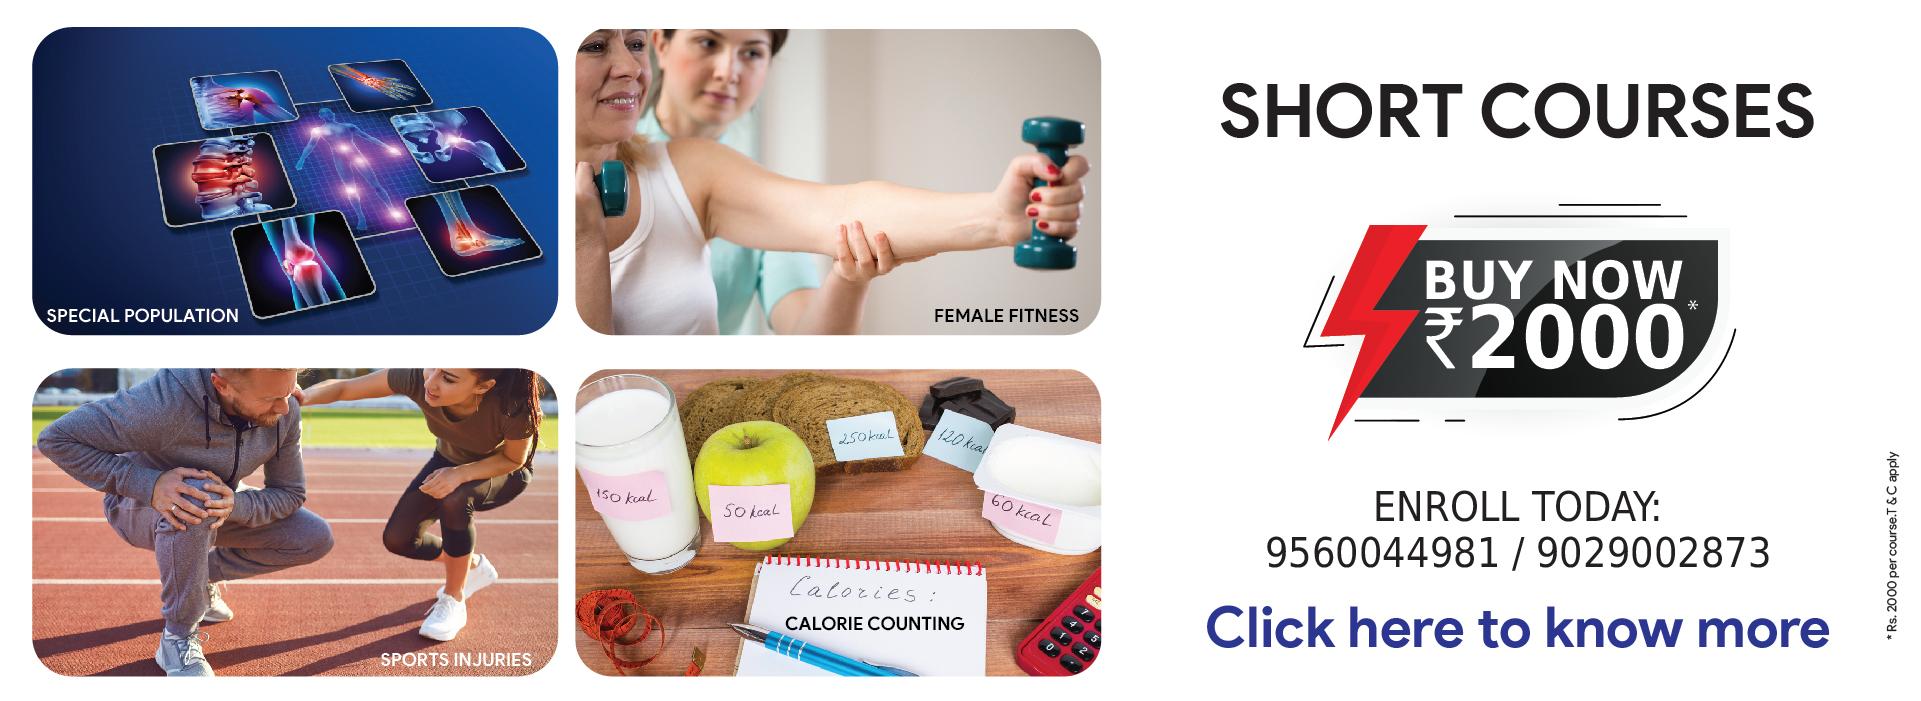 SPECIAL POPULATION
FEMALE FITNESS
SPORTS INJURIES
150 kcal
50 kcal
250 kcal
120 kcal
60 kcal
Calories:
CALORIE COUNTING
SHORT COURSES
BUY NOW
₹2000*
ENROLL TODAY:
9560044981 / 9029002873
Click here to know more
* Rs. 2000 per course.T & C apply